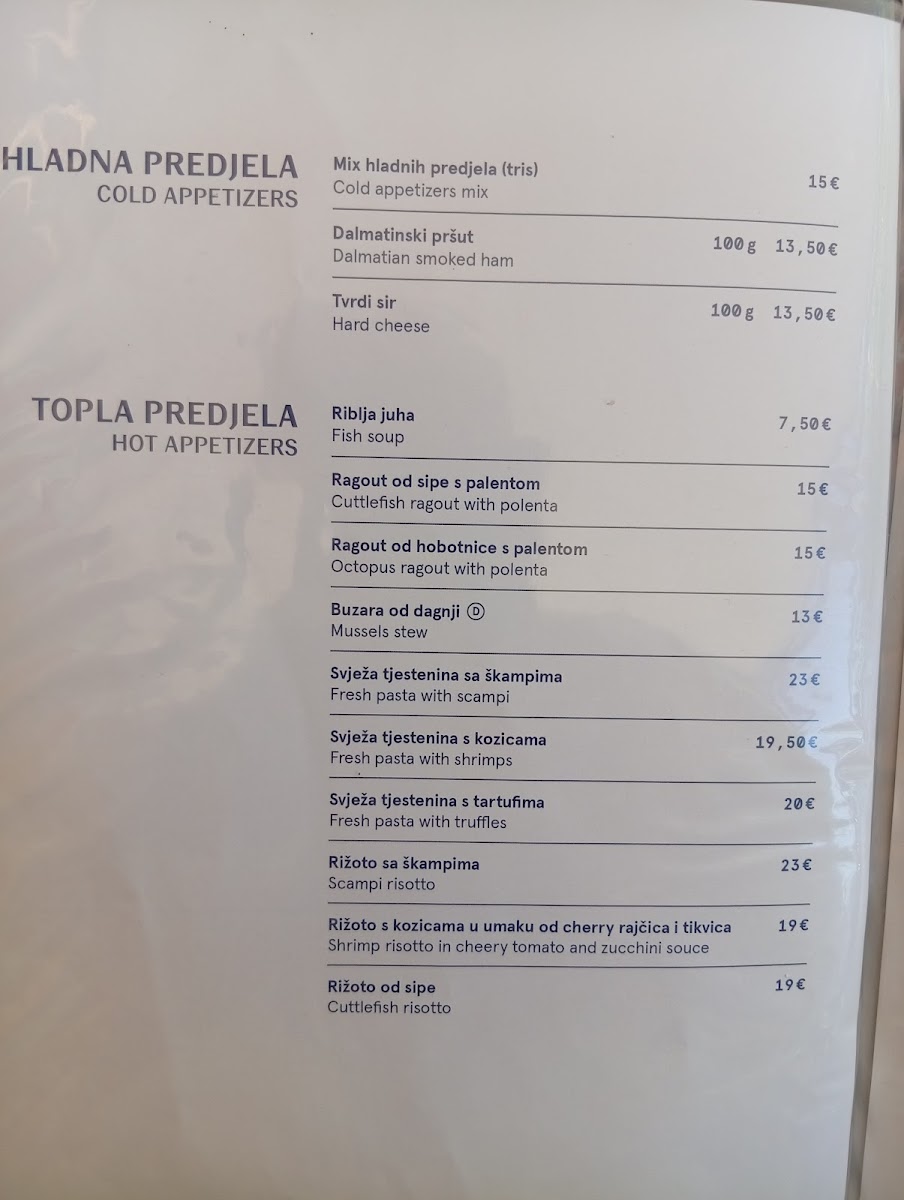 HLADNA PREDJELA
COLD APPETIZERS
Mix hladnih predjela (tris)
Cold appetizers mix
15€
Dalmatinski pršut
Dalmatian smoked ham
100g 13,50€
Tvrdi sir
Hard cheese
100g 13,50€
TOPLA PREDJELA
HOT APPETIZERS
Riblja juha
Fish soup
7,50€
Ragout od sipe s palentom
Cuttlefish ragout with polenta
15€
Ragout od hobotnice s palentom
Octopus ragout with polenta
15€
Buzara od dagnji Ⓓ
Mussels stew
13€
Svježa tjestenina sa škampima
Fresh pasta with scampi
23€
Svježa tjestenina s kozicama
Fresh pasta with shrimps
19,50€
Svježa tjestenina s tartufima
Fresh pasta with truffles
20€
Rižoto sa škampima
Scampi risotto
23€
Rižoto s kozicama u umaku od cherry rajčica i tikvica
Shrimp risotto in cheery tomato and zucchini souce
19€
Rižoto od sipe
Cuttlefish risotto
19€